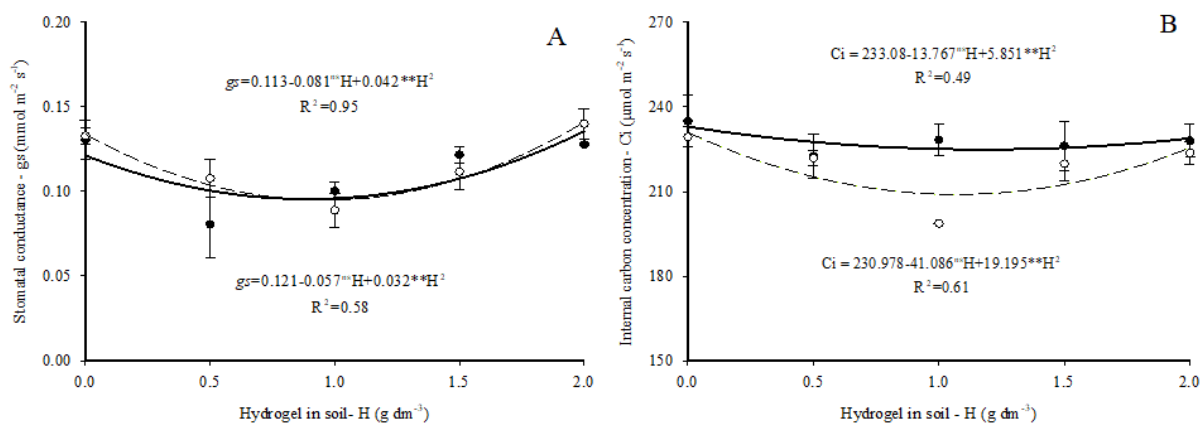 A
gs=0.113-0.081ⁿˢH+0.042**H²
R²=0.95
gs=0.121-0.057ⁿˢH+0.032**H²
R²=0.58
0.20
0.15
0.10
0.05
0.00
0.0 0.5 1.0 1.5 2.0
Stomatal conductance - gs (mmol m⁻² s⁻¹)
Hydrogel in soil- H (g dm⁻³)
B
Ci = 233.08-13.767ⁿˢH+5.851**H²
R²=0.49
Ci = 230.978-41.086ⁿˢH+19.195**H²
R²=0.61
270
240
210
180
150
0.0 0.5 1.0 1.5 2.0
Internal carbon concentration - Ci (µmol m⁻² s⁻¹)
Hydrogel in soil - H (g dm⁻³)